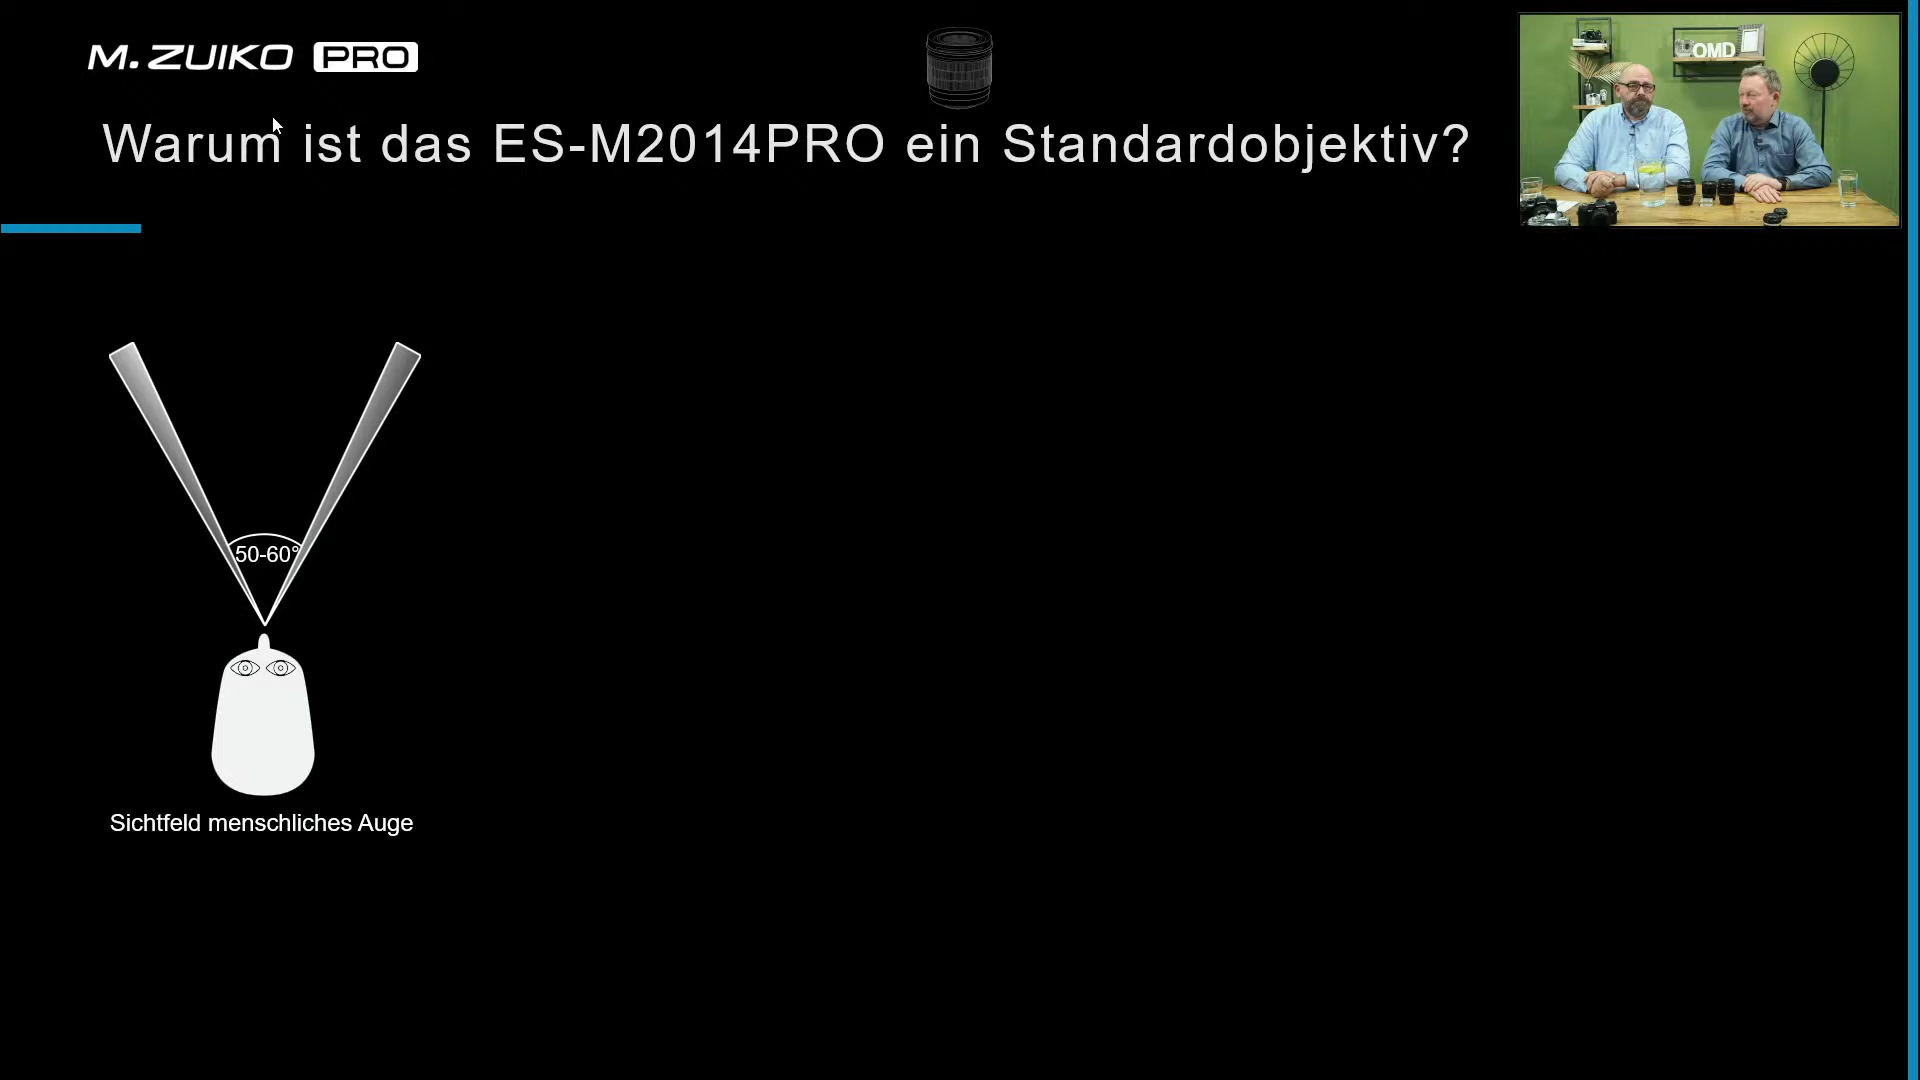 M.ZUIKO PRO
OMD
Warum ist das ES-M2014PRO ein Standardobjektiv?
50-60°
Sichtfeld menschliches Auge